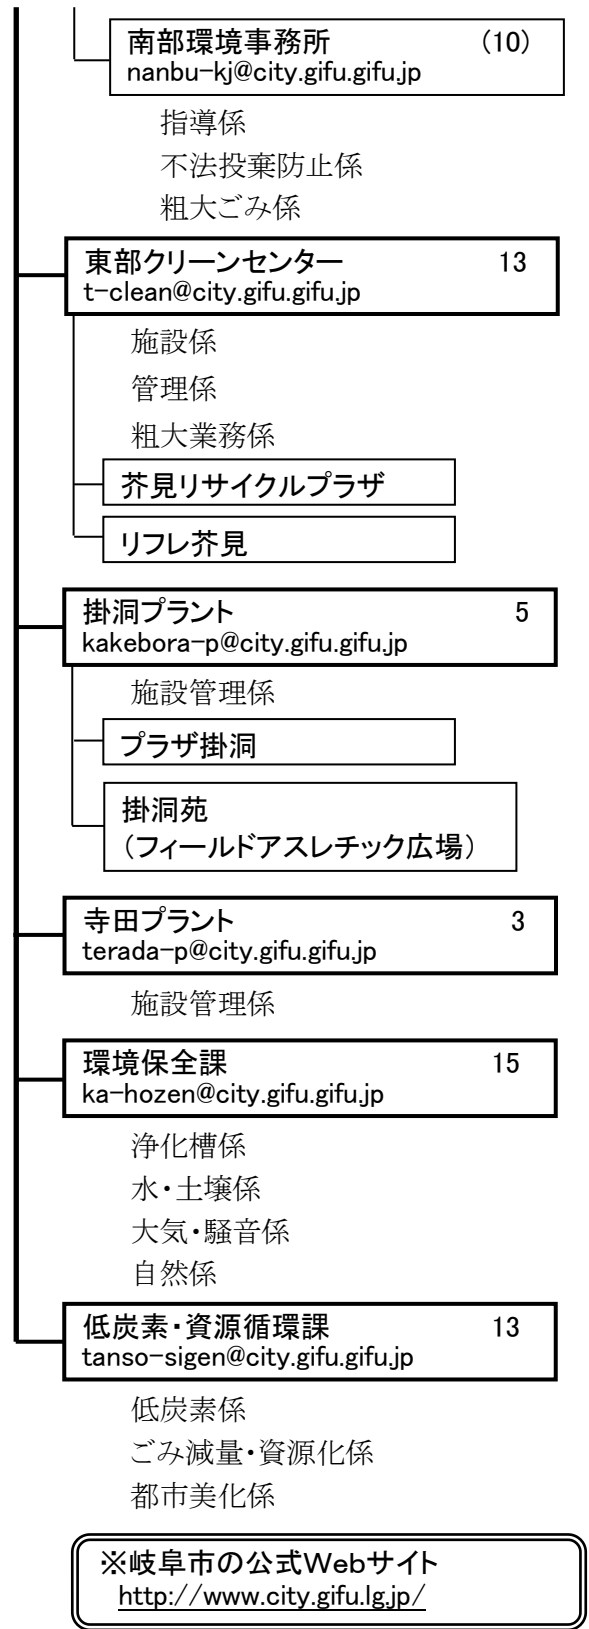 南部環境事務所 (10)
nanbu-kj@city.gifu.gifu.jp
指導係
不法投棄防止係
粗大ごみ係
東部クリーンセンター 13
t-clean@city.gifu.gifu.jp
施設係
管理係
粗大業務係
芥見リサイクルプラザ
リフレ芥見
掛洞プラント 5
kakebora-p@city.gifu.gifu.jp
施設管理係
プラザ掛洞
掛洞苑
(フィールドアスレチック広場)
寺田プラント 3
terada-p@city.gifu.gifu.jp
施設管理係
環境保全課 15
ka-hozen@city.gifu.gifu.jp
浄化槽係
水・土壌係
大気・騒音係
自然係
低炭素・資源循環課 13
tanso-sigen@city.gifu.gifu.jp
低炭素係
ごみ減量・資源化係
都市美化係
※岐阜市の公式Webサイト
http://www.city.gifu.lg.jp/